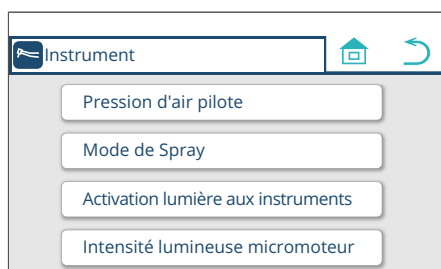 Instrument
Pression d'air pilote
Mode de Spray
Activation lumière aux instruments
Intensité lumineuse micromoteur